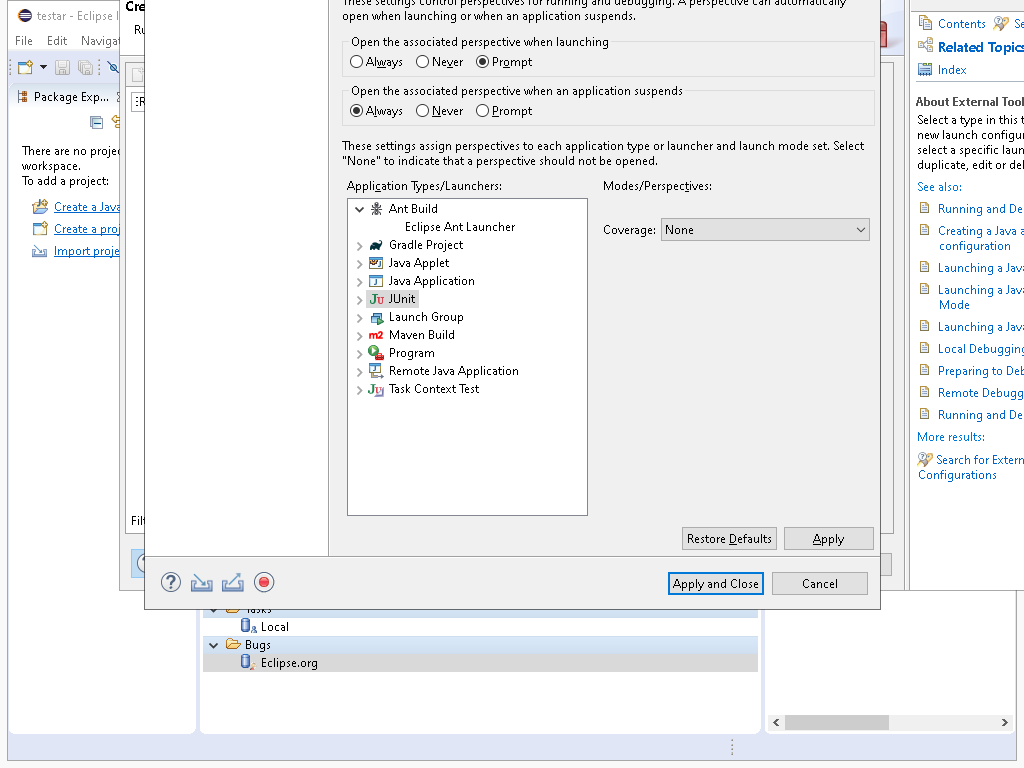 testar - Eclipse I
File Edit Navigat
Package Exp...
There are no proje
workspace.
To add a project:
Create a Java
Create a proj
Import proje
Cre
Ru
Filt
These settings control perspectives for running and debugging. A perspective can automatically
open when launching or when an application suspends.
Open the associated perspective when launching
Always Never Prompt
Open the associated perspective when an application suspends
Always Never Prompt
These settings assign perspectives to each application type or launcher and launch mode set. Select
"None" to indicate that a perspective should not be opened.
Application Types/Launchers:
Modes/Perspectives:
Ant Build
Eclipse Ant Launcher
Gradle Project
Java Applet
Java Application
JUnit
Launch Group
Maven Build
Program
Remote Java Application
Task Context Test
Coverage: None
Restore Defaults Apply
Apply and Close Cancel
Tasks
Local
Bugs
Eclipse.org
Contents Se
Related Topics
Index
About External Tool
Select a type in this t
new launch configur
select a specific laun
duplicate, edit or del
See also:
Running and De
Creating a Java a
configuration
Launching a Jav
Launching a Java
Mode
Launching a Java
Local Debugging
Preparing to Deb
Remote Debugg
Running and De
More results:
Search for Extern
Configurations